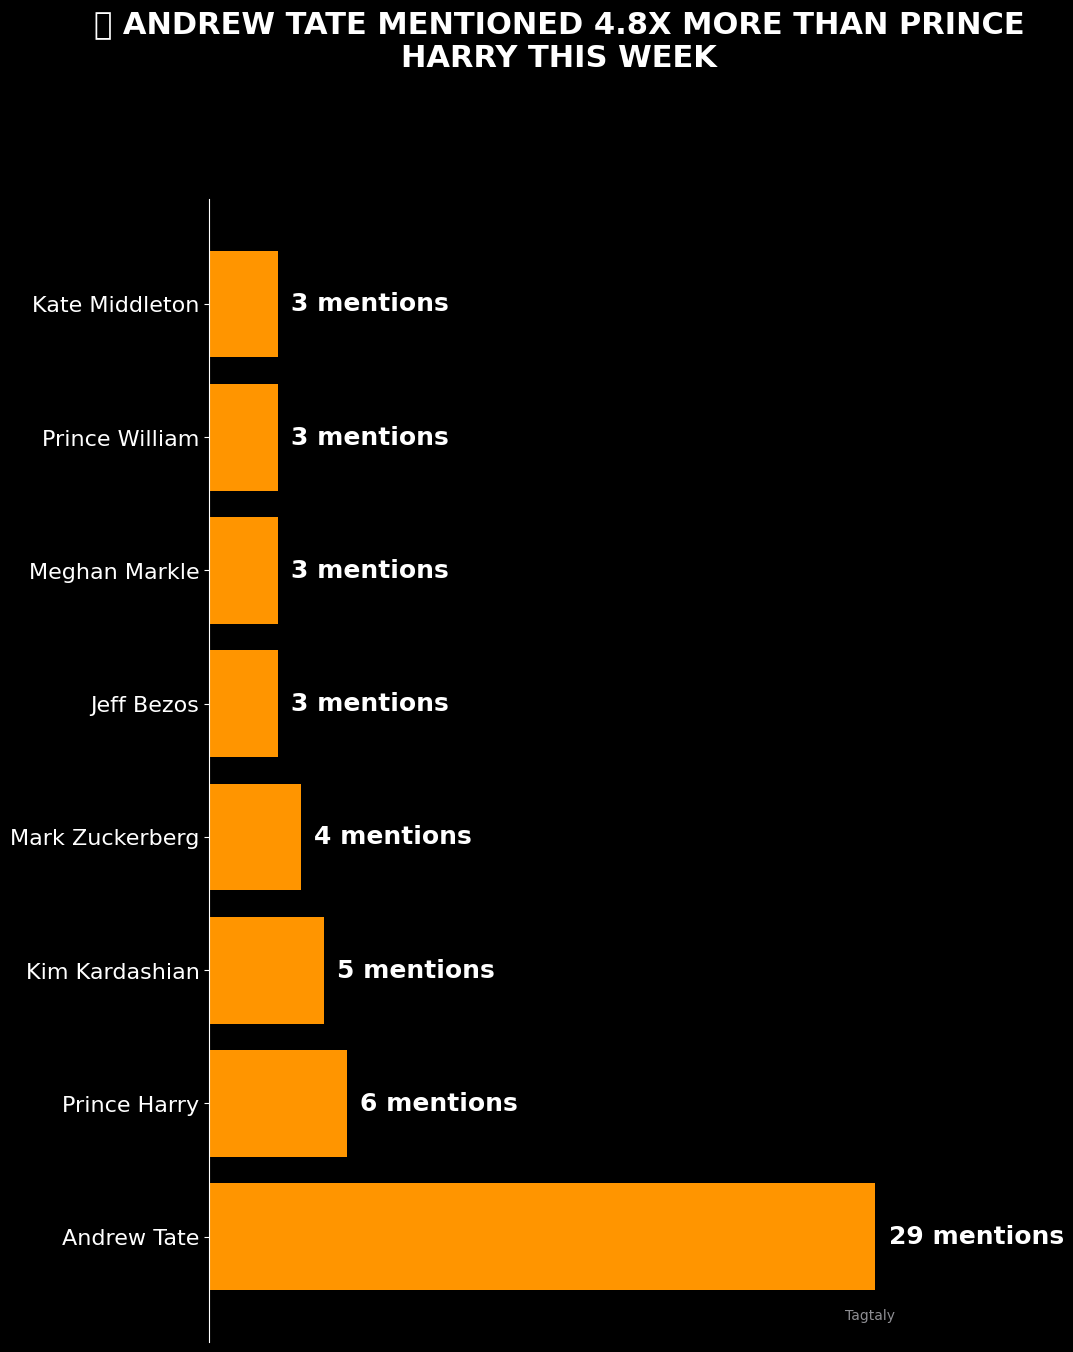 ANDREW TATE MENTIONED 4.8X MORE THAN PRINCE
HARRY THIS WEEK
Kate Middleton 3 mentions
Prince William 3 mentions
Meghan Markle 3 mentions
Jeff Bezos 3 mentions
Mark Zuckerberg 4 mentions
Kim Kardashian 5 mentions
Prince Harry 6 mentions
Andrew Tate 29 mentions
Tagtaly